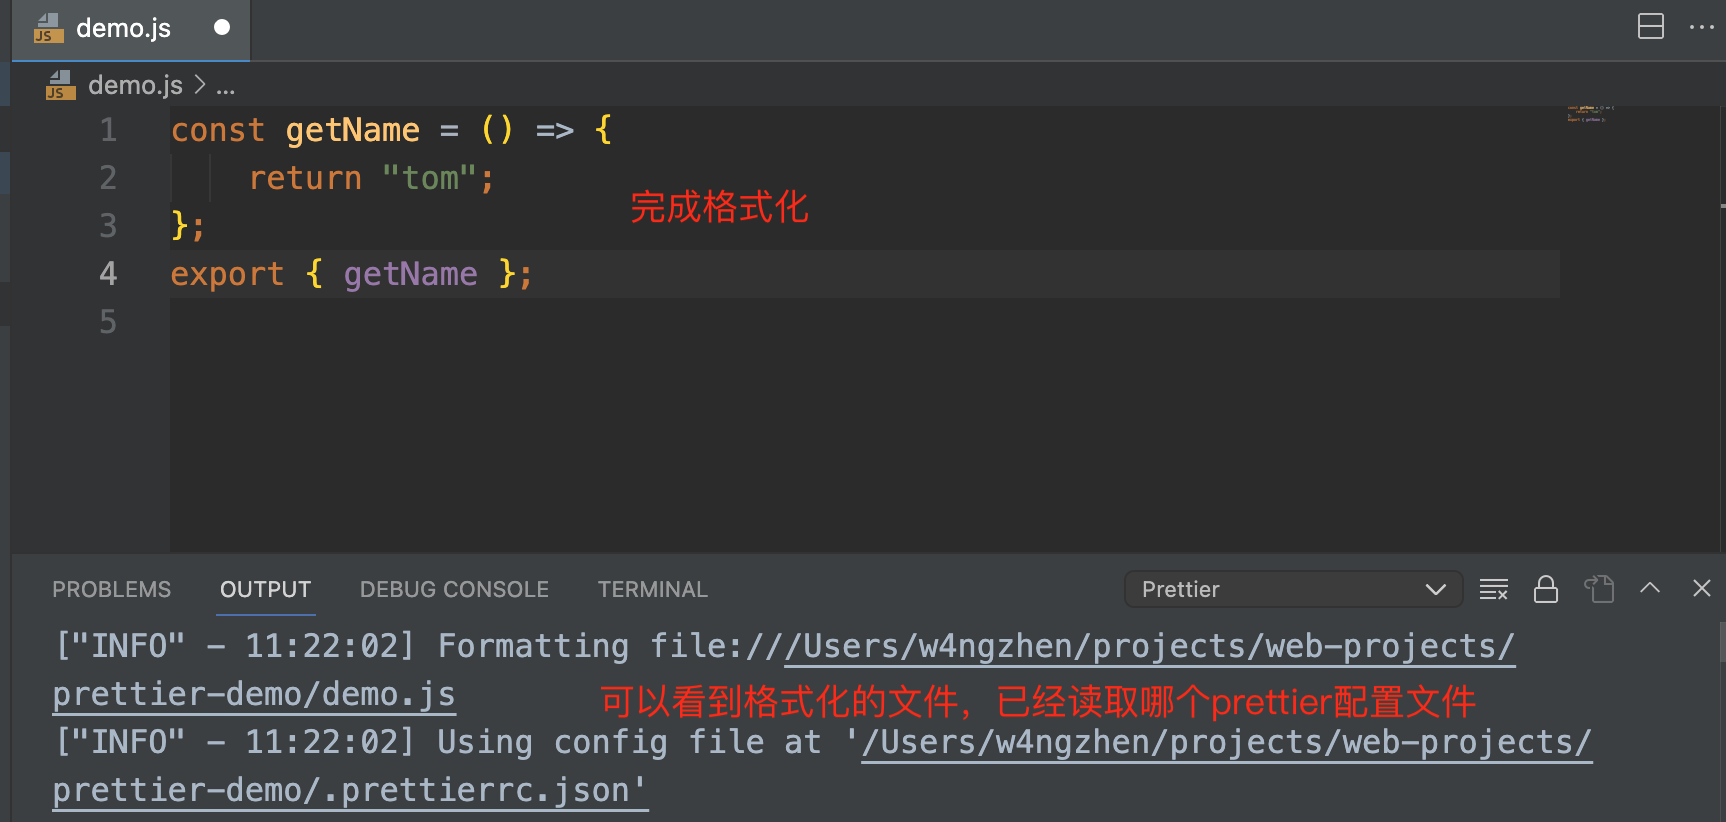 JS demo.js
JS demo.js > ...
1 const getName = () => {
2 return "tom";
完成格式化
3 };
4 export { getName };
5
PROBLEMS OUTPUT DEBUG CONSOLE TERMINAL Prettier
["INFO" - 11:22:02] Formatting file:///Users/w4ngzhen/projects/web-projects/
prettier-demo/demo.js
可以看到格式化的文件，已经读取哪个prettier配置文件
["INFO" - 11:22:02] Using config file at '/Users/w4ngzhen/projects/web-projects/
prettier-demo/.prettierrc.json'